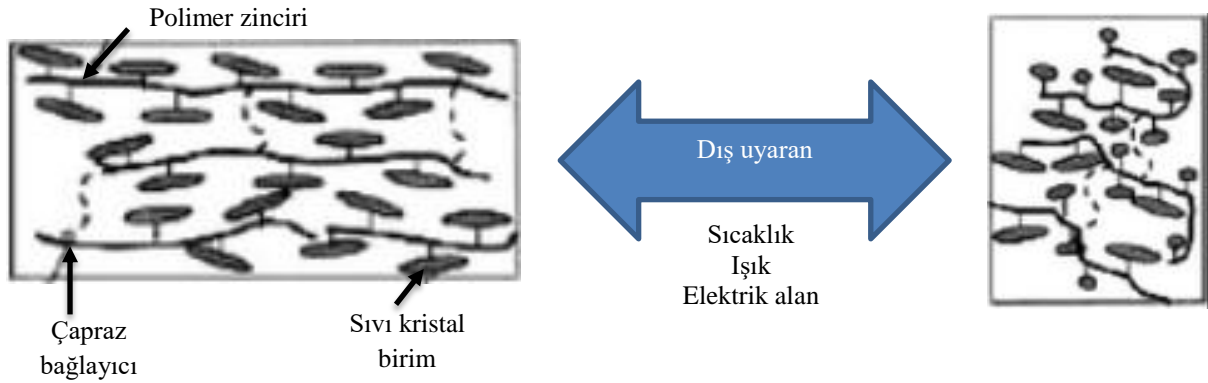 Polimer zinciri
Dış uyaran
Sıcaklık
Işık
Elektrik alan
Çapraz
bağlayıcı
Sıvı kristal
birim